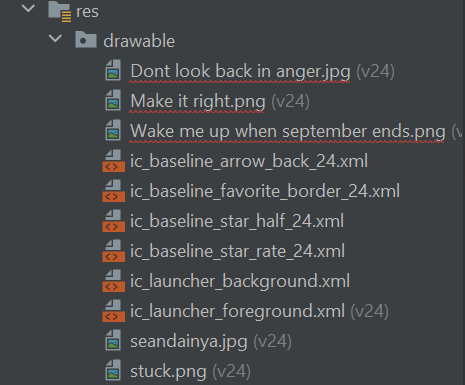 res
drawable
Dont look back in anger.jpg (v24)
Make it right.png (v24)
Wake me up when september ends.png (v
ic_baseline_arrow_back_24.xml
ic_baseline_favorite_border_24.xml
ic_baseline_star_half_24.xml
ic_baseline_star_rate_24.xml
ic_launcher_background.xml
ic_launcher_foreground.xml (v24)
seandainya.jpg (v24)
stuck.png (v24)